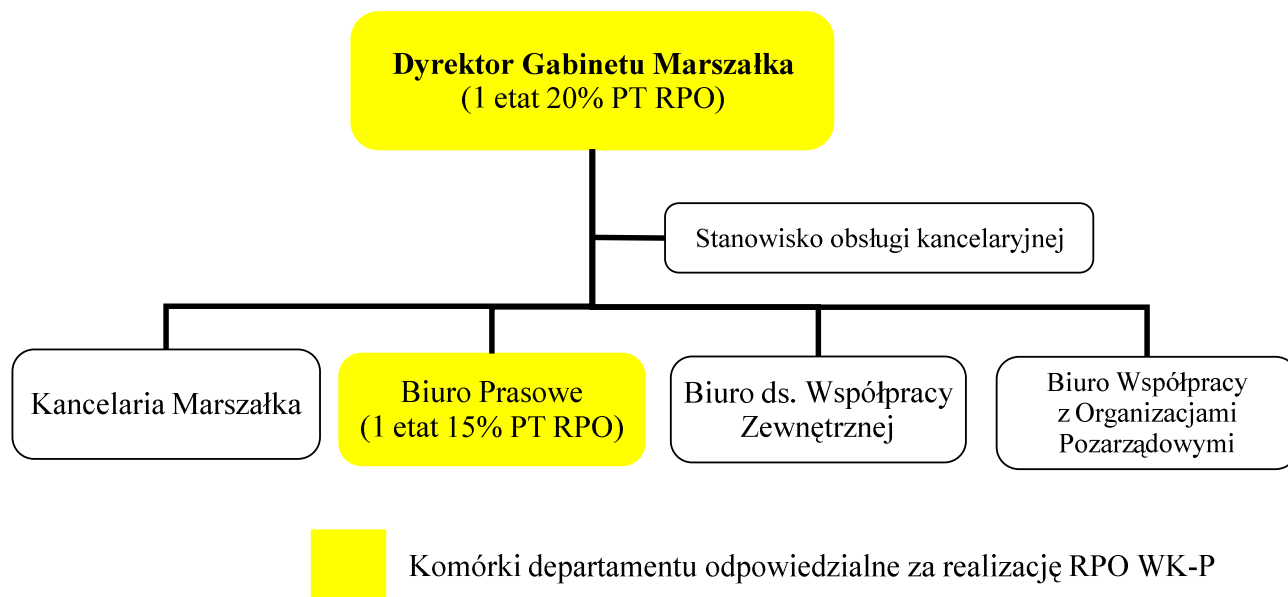 Dyrektor Gabinetu Marszałka
(1 etat 20% PT RPO)
Stanowisko obsługi kancelaryjnej
Kancelaria Marszałka
Biuro Prasowe
(1 etat 15% PT RPO)
Biuro ds. Współpracy
Zewnętrznej
Biuro Współpracy
z Organizacjami
Pozarządowymi
Komórki departamentu odpowiedzialne za realizację RPO WK-P